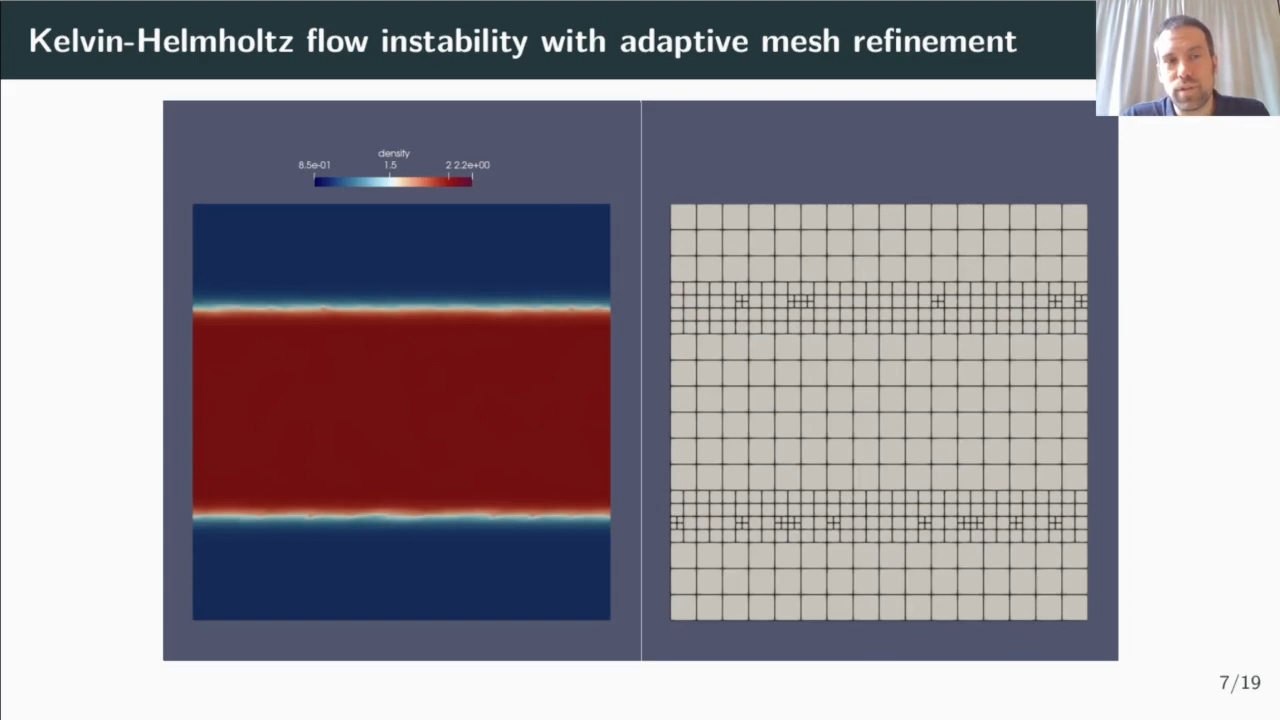 Kelvin-Helmholtz flow instability with adaptive mesh refinement
density
8.5e-01 1.5 2 2.2e+00
7/19